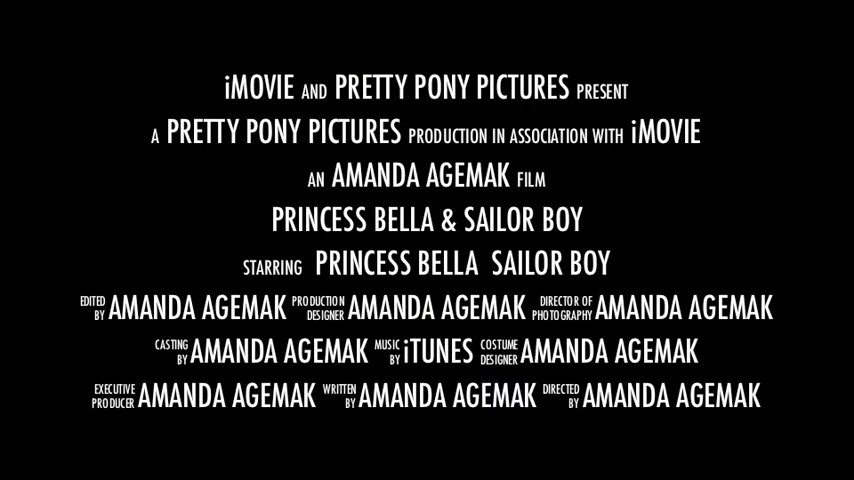 iMOVIE AND PRETTY PONY PICTURES PRESENT
A PRETTY PONY PICTURES PRODUCTION IN ASSOCIATION WITH iMOVIE
AN AMANDA AGEMAK FILM
PRINCESS BELLA & SAILOR BOY
STARRING PRINCESS BELLA SAILOR BOY
EDITED BY AMANDA AGEMAK PRODUCTION DESIGNER AMANDA AGEMAK DIRECTOR OF PHOTOGRAPHY AMANDA AGEMAK
CASTING BY AMANDA AGEMAK MUSIC BY iTUNES COSTUME DESIGNER AMANDA AGEMAK
EXECUTIVE PRODUCER AMANDA AGEMAK WRITTEN BY AMANDA AGEMAK DIRECTED BY AMANDA AGEMAK